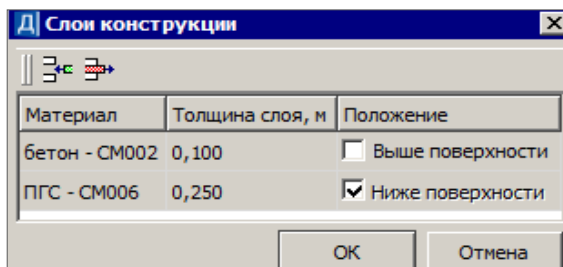 Д Слои конструкции
Материал Толщина слоя, м Положение
бетон - СМ002 0,100 Выше поверхности
ПГС - СМ006 0,250 Ниже поверхности
ОК Отмена